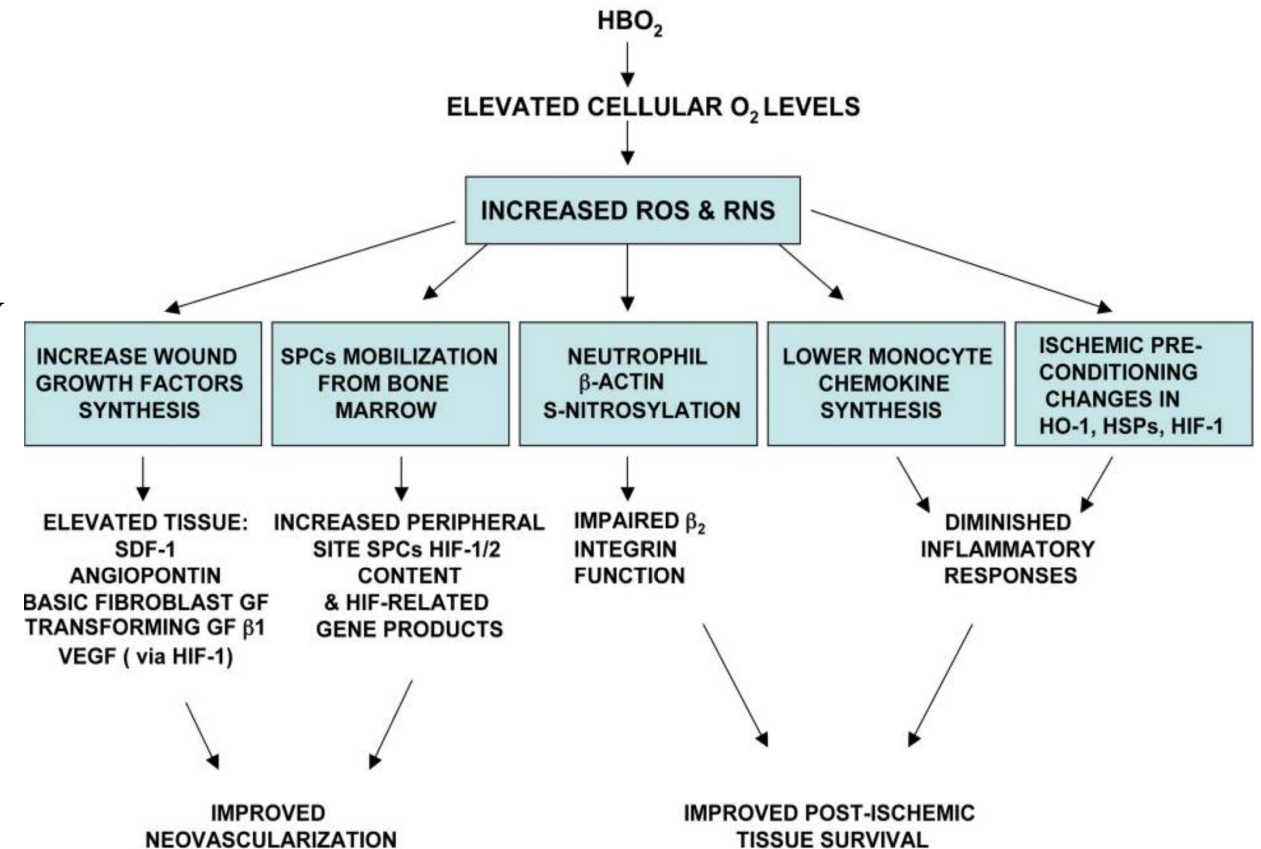 HBO₂
ELEVATED CELLULAR O₂ LEVELS
INCREASED ROS & RNS
INCREASE WOUND
GROWTH FACTORS
SYNTHESIS
SPCs MOBILIZATION
FROM BONE
MARROW
NEUTROPHIL
β-ACTIN
S-NITROSYLATION
LOWER MONOCYTE
CHEMOKINE
SYNTHESIS
ISCHEMIC PRE-
CONDITIONING
CHANGES IN
HO-1, HSPs, HIF-1
ELEVATED TISSUE:
SDF-1
ANGIOPONTIN
BASIC FIBROBLAST GF
TRANSFORMING GF β1
VEGF ( via HIF-1)
INCREASED PERIPHERAL
SITE SPCs HIF-1/2
CONTENT
& HIF-RELATED
GENE PRODUCTS
IMPAIRED β₂
INTEGRIN
FUNCTION
DIMINISHED
INFLAMMATORY
RESPONSES
IMPROVED
NEOVASCULARIZATION
IMPROVED POST-ISCHEMIC
TISSUE SURVIVAL